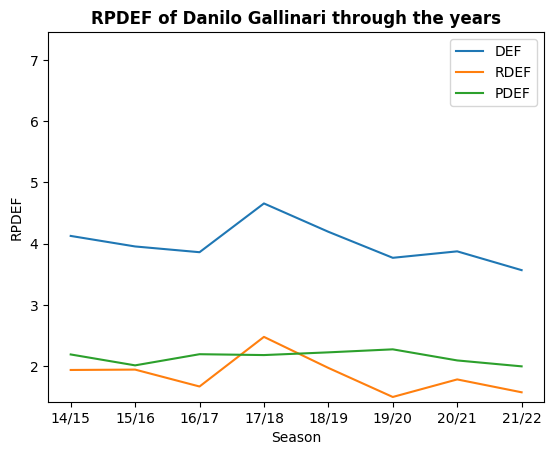 RPDEF of Danilo Gallinari through the years
DEF
RDEF
PDEF
7
6
5
4
3
2
RPDEF
14/15 15/16 16/17 17/18 18/19 19/20 20/21 21/22
Season